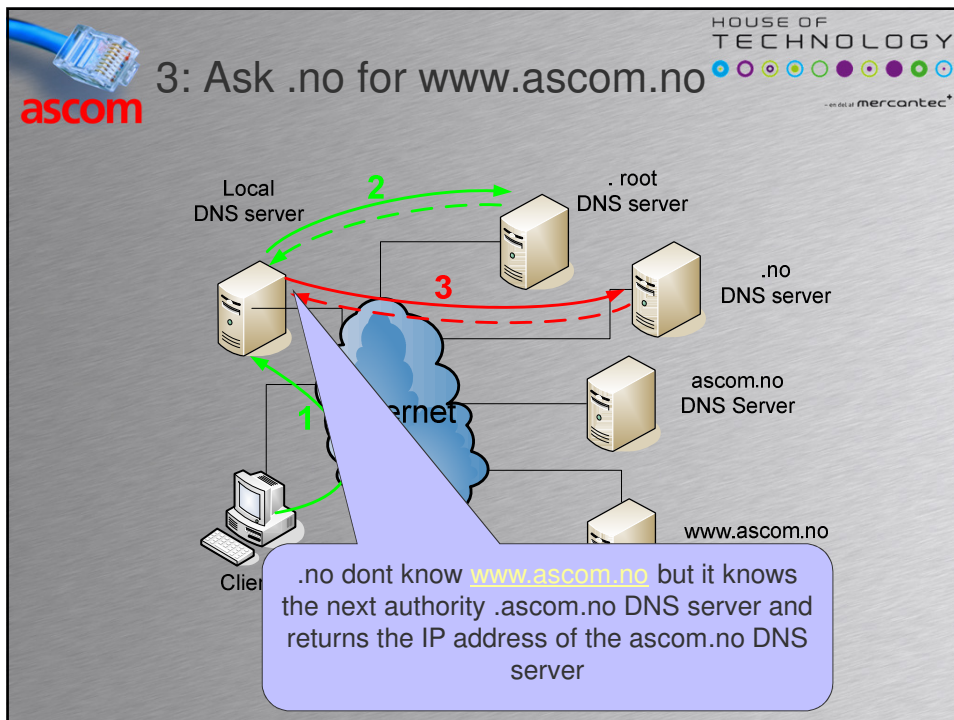 HOUSE OF
TECHNOLOGY
- en del af mercantec+
ascom
3: Ask .no for www.ascom.no
Local
DNS server
2
. root
DNS server
3
.no
DNS server
1
ernet
ascom.no
DNS Server
www.ascom.no
Clie
.no dont know www.ascom.no but it knows
the next authority .ascom.no DNS server and
returns the IP address of the ascom.no DNS
server